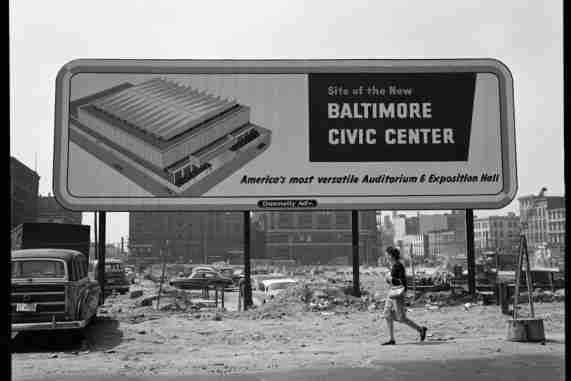 Site of the New
BALTIMORE
CIVIC CENTER
America's most versatile Auditorium & Exposition Hall
Donnelly Adv.